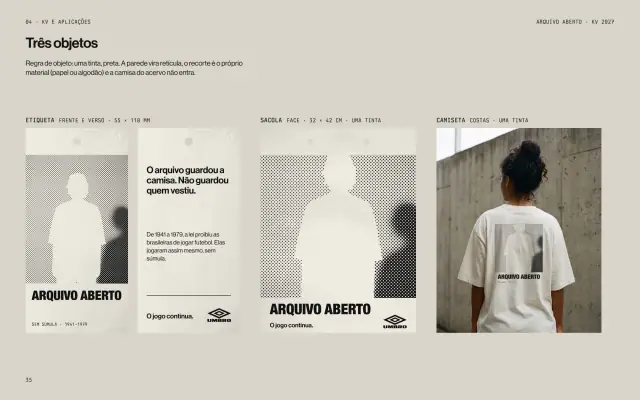 04 · KV E APLICAÇÕES
ARQUIVO ABERTO · KV 2027
Três objetos
Regra de objeto: uma tinta, preta. A parede vira retícula, o recorte é o próprio
material (papel ou algodão) e a camisa do acervo não entra.
ETIQUETA FRENTE E VERSO · 55 × 110 MM
ARQUIVO ABERTO
SEM SÚMULA · 1941–1979
O arquivo guardou a
camisa. Não guardou
quem vestiu.
De 1941 a 1979, a lei proibiu as
brasileiras de jogar futebol. Elas
jogaram assim mesmo, sem
súmula.
O jogo continua.
UMBRO
SACOLA FACE · 32 × 42 CM · UMA TINTA
ARQUIVO ABERTO
O jogo continua.
UMBRO
CAMISETA COSTAS · UMA TINTA
ARQUIVO ABERTO
35